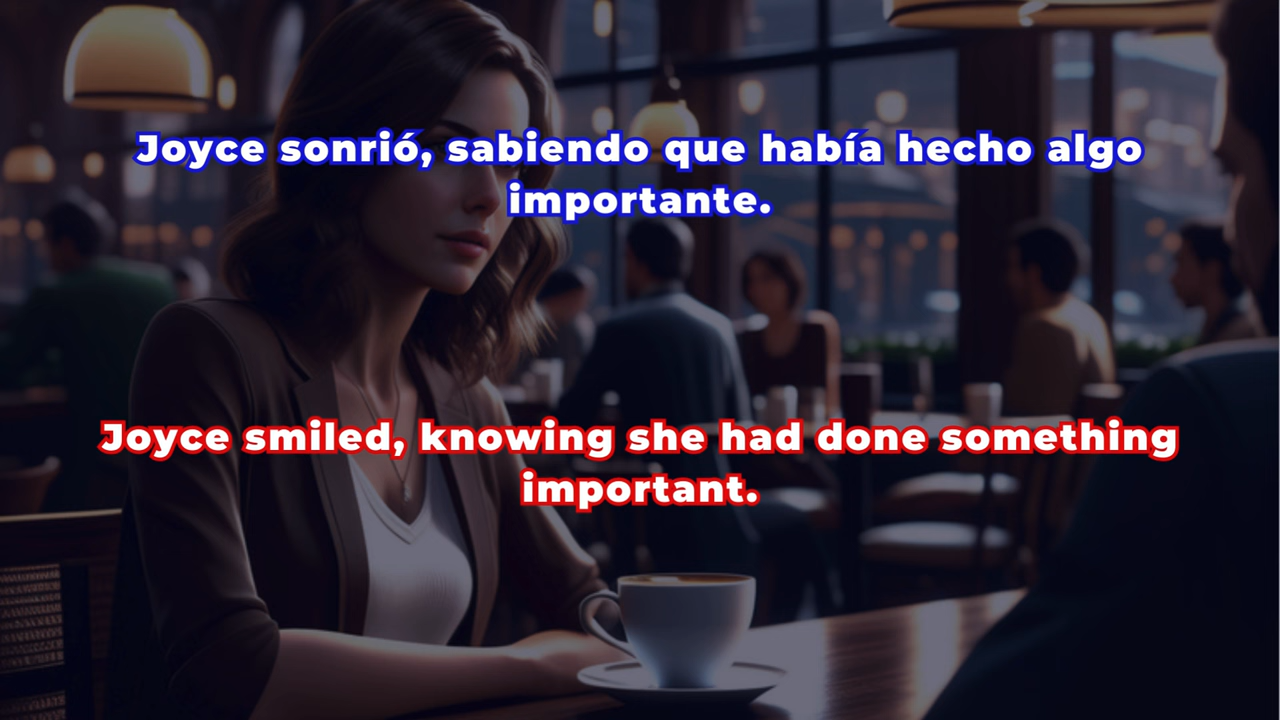 Joyce sonrió, sabiendo que había hecho algo
importante.
Joyce smiled, knowing she had done something
important.